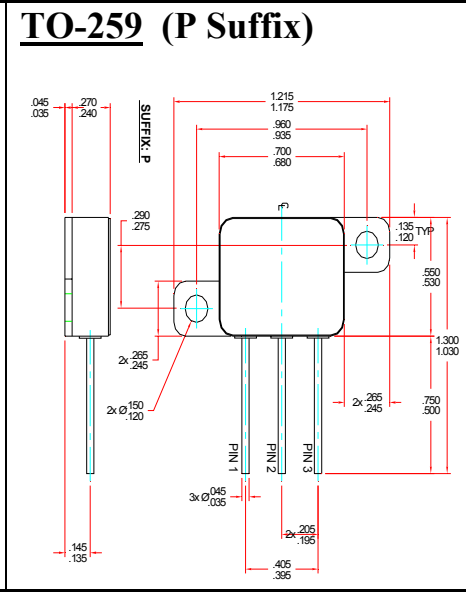 TO-259 (P Suffix)
1.215
1.175
.045
.035
.270
.240
.960
.935
SUFFIX: P
.700
.680
.290
.275
.135
.120 TYP
.550
.530
1.300
1.030
2x .265
.245
2x Ø .150
.120
.750
.500
2x .265
.245
PIN 1
PIN 2
PIN 3
3x Ø .045
.035
2x .205
.195
.145
.135
.405
.395